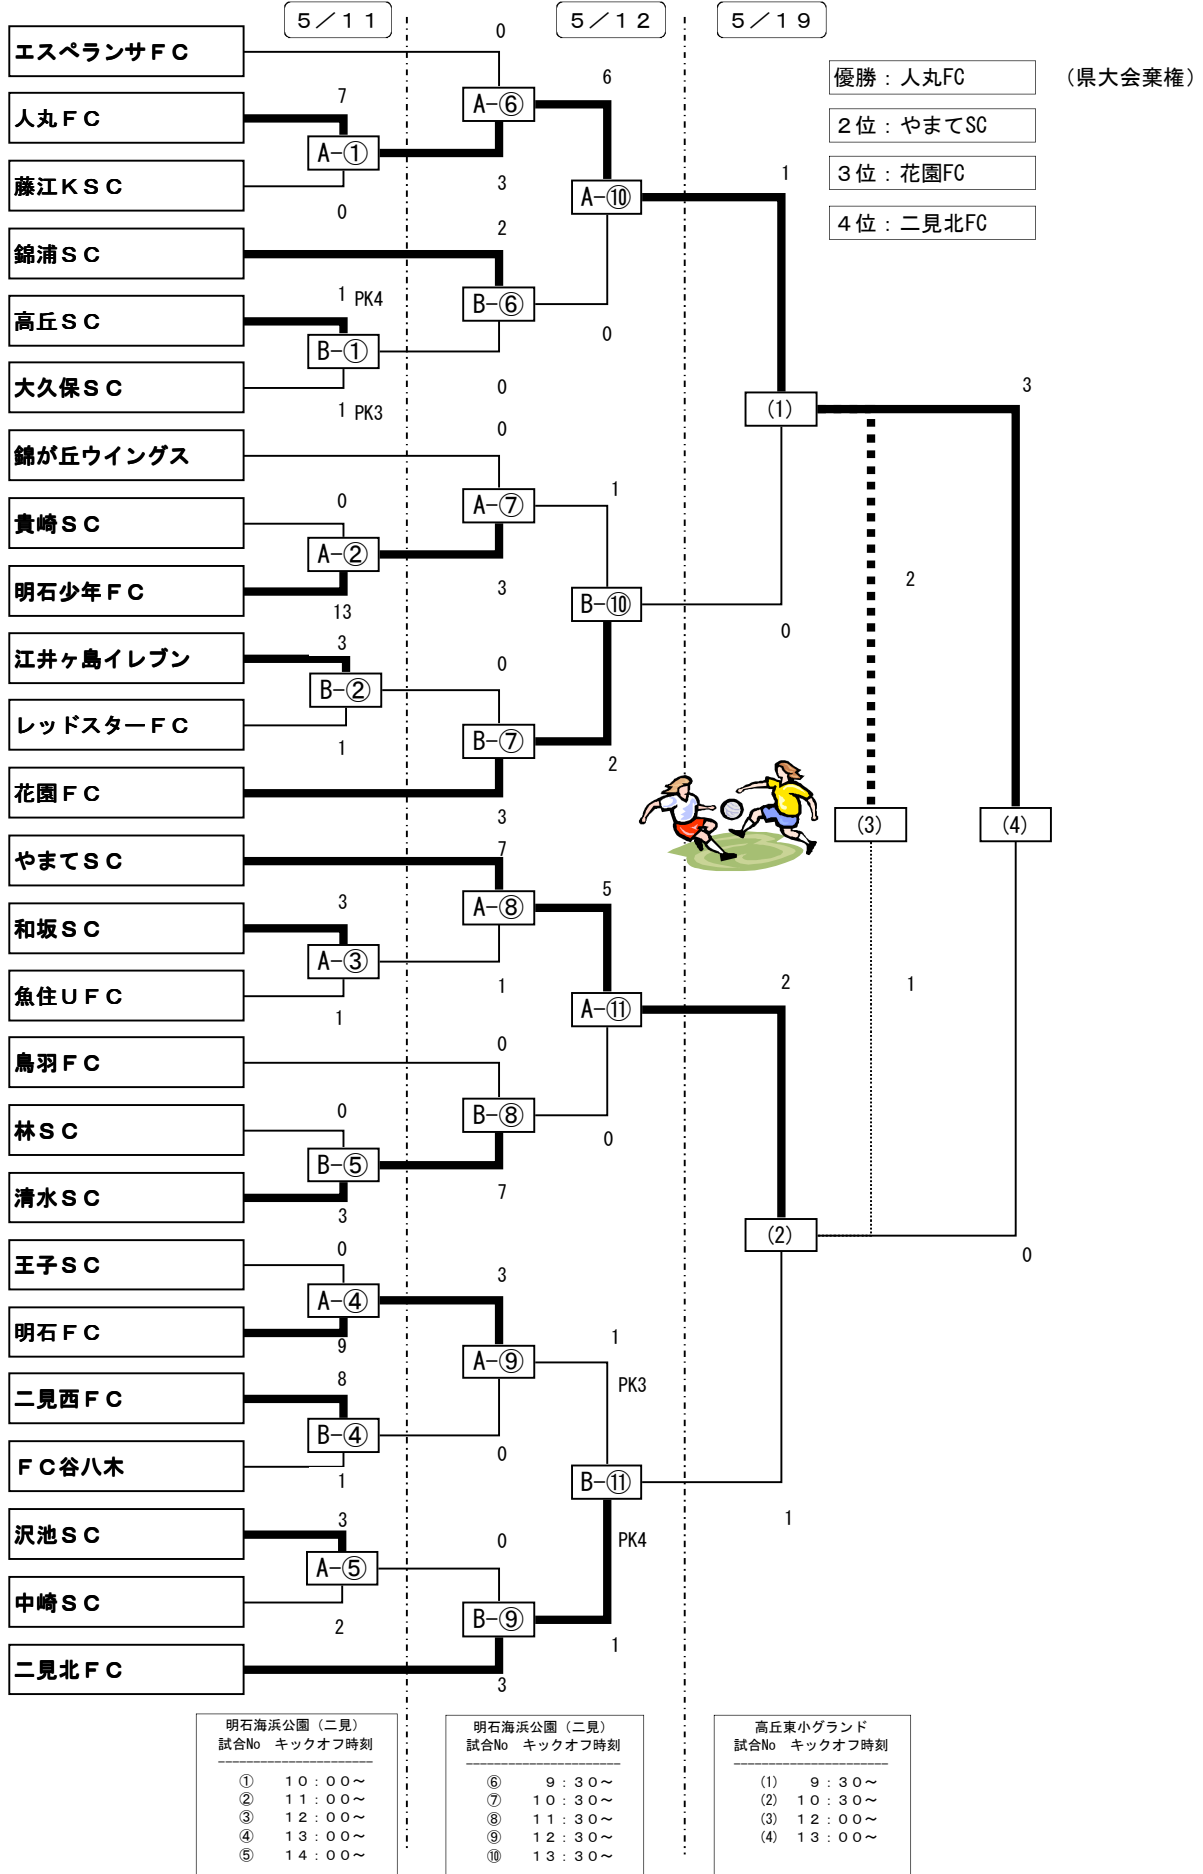 ５／１１
５／１２
５／１９
エスペランサＦＣ
0
優勝：人丸FC
（県大会棄権）
7
6
A-⑥
人丸ＦＣ
２位：やまてSC
A-①
藤江ＫＳＣ
3
A-⑩
1
３位：花園FC
0
2
４位：二見北FC
錦浦ＳＣ
1 PK4
B-⑥
高丘ＳＣ
0
B-①
大久保ＳＣ
0
3
1 PK3
(1)
0
錦が丘ウイングス
1
貴崎ＳＣ
0
A-⑦
A-②
明石少年ＦＣ
3
2
13
B-⑩
0
3
江井ヶ島イレブン
0
B-②
レッドスターＦＣ
1
B-⑦
2
花園ＦＣ
3
(3)
(4)
やまてＳＣ
7
5
3
A-⑧
和坂ＳＣ
A-③
魚住ＵＦＣ
1
2
1
1
A-⑪
鳥羽ＦＣ
0
林ＳＣ
0
B-⑧
0
B-⑤
清水ＳＣ
7
3
(2)
0
王子ＳＣ
0
3
A-④
明石ＦＣ
9
1
A-⑨
8
PK3
二見西ＦＣ
B-④
0
ＦＣ谷八木
1
B-⑪
1
沢池ＳＣ
3
0
PK4
A-⑤
中崎ＳＣ
2
B-⑨
1
二見北ＦＣ
3
明石海浜公園（二見）
試合No キックオフ時刻
① １０：００～
② １１：００～
③ １２：００～
④ １３：００～
⑤ １４：００～
明石海浜公園（二見）
試合No キックオフ時刻
⑥ ９：３０～
⑦ １０：３０～
⑧ １１：３０～
⑨ １２：３０～
⑩ １３：３０～
高丘東小グランド
試合No キックオフ時刻
(1) ９：３０～
(2) １０：３０～
(3) １２：００～
(4) １３：００～